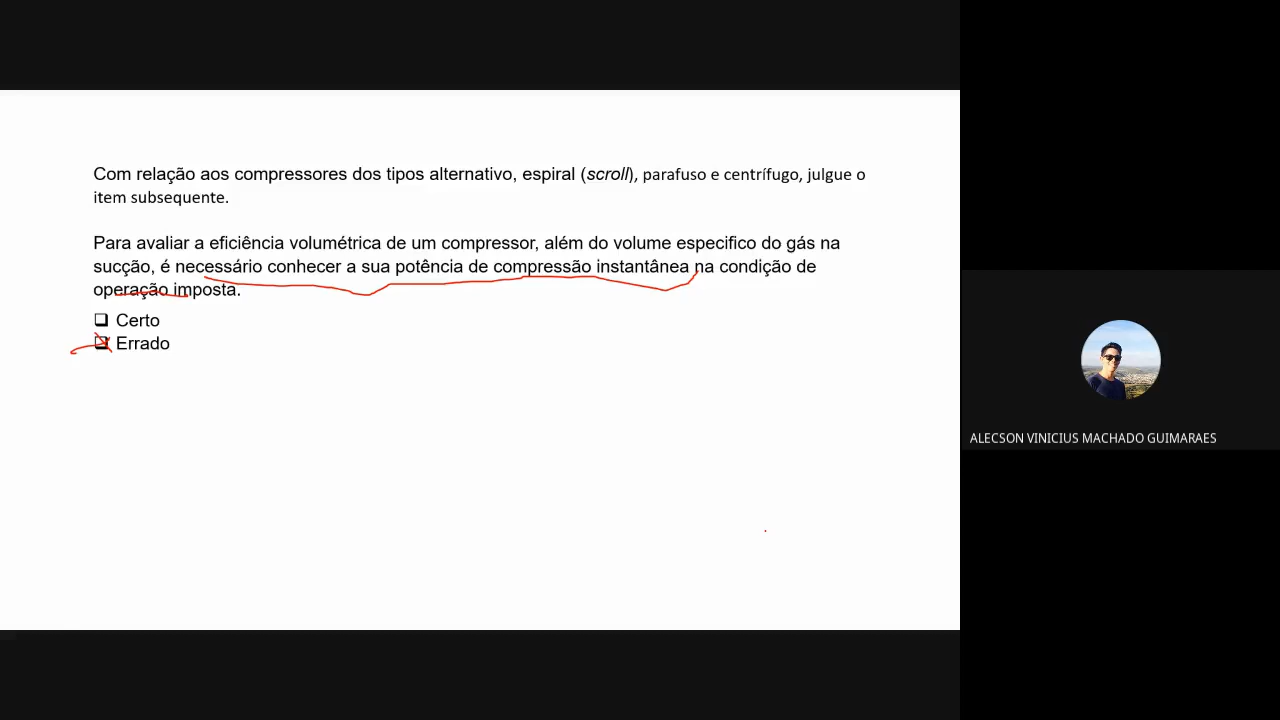 Com relação aos compressores dos tipos alternativo, espiral (scroll), parafuso e centrífugo, julgue o
item subsequente.
Para avaliar a eficiência volumétrica de um compressor, além do volume especifico do gás na
sucção, é necessário conhecer a sua potência de compressão instantânea na condição de
operação imposta.
Certo
Errado
ALECSON VINICIUS MACHADO GUIMARAES